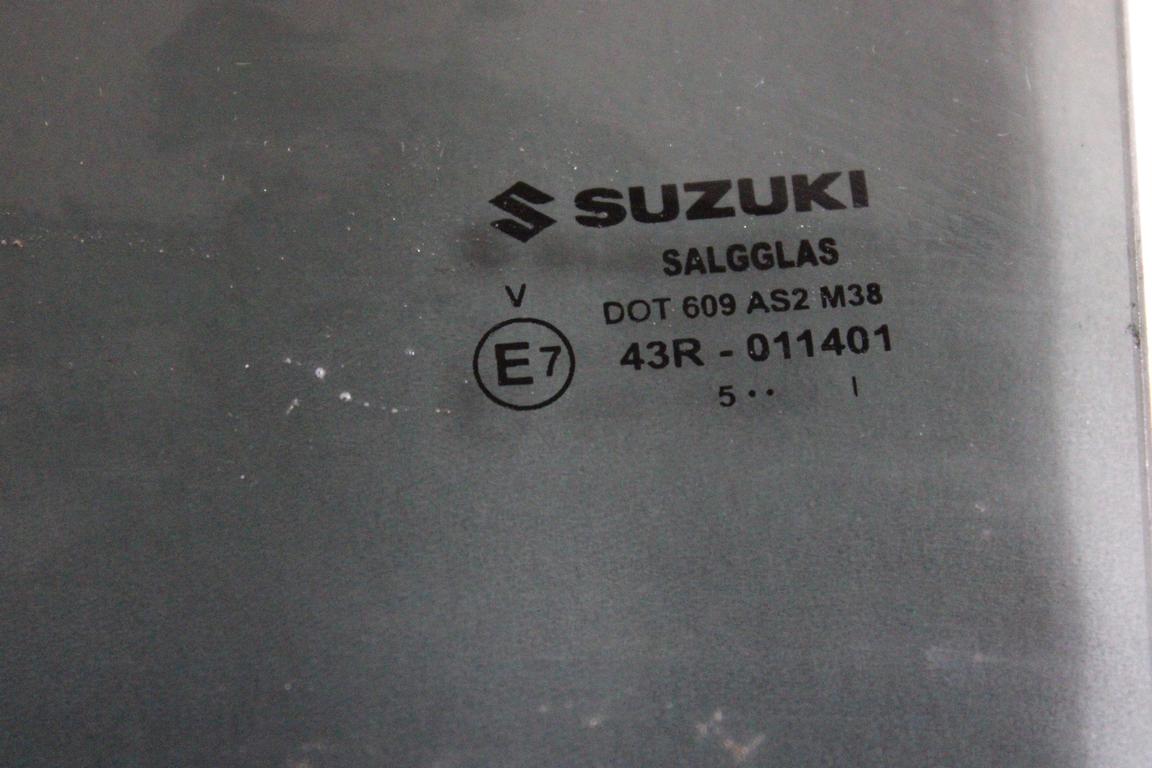 SUZUKI
SALGGLAS
V
DOT 609 AS2 M38
E7
43R - 011401
5 •• I